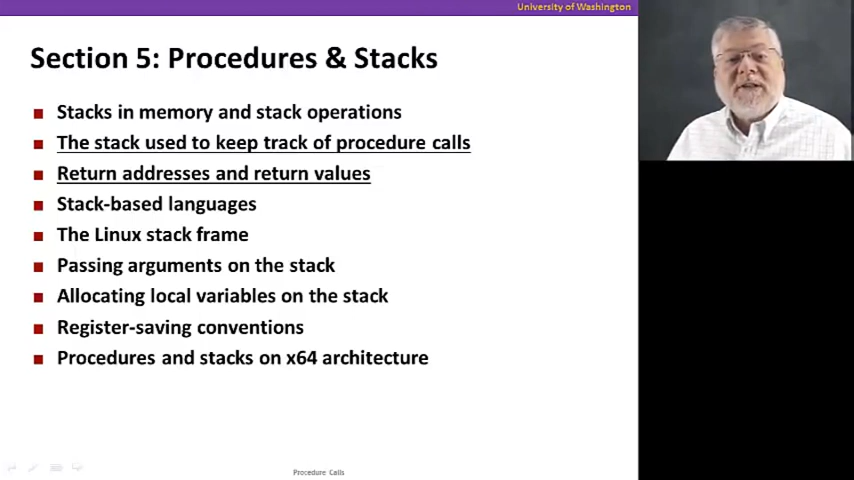 University of Washington
Section 5: Procedures & Stacks
Stacks in memory and stack operations
The stack used to keep track of procedure calls
Return addresses and return values
Stack-based languages
The Linux stack frame
Passing arguments on the stack
Allocating local variables on the stack
Register-saving conventions
Procedures and stacks on x64 architecture
Procedure Calls